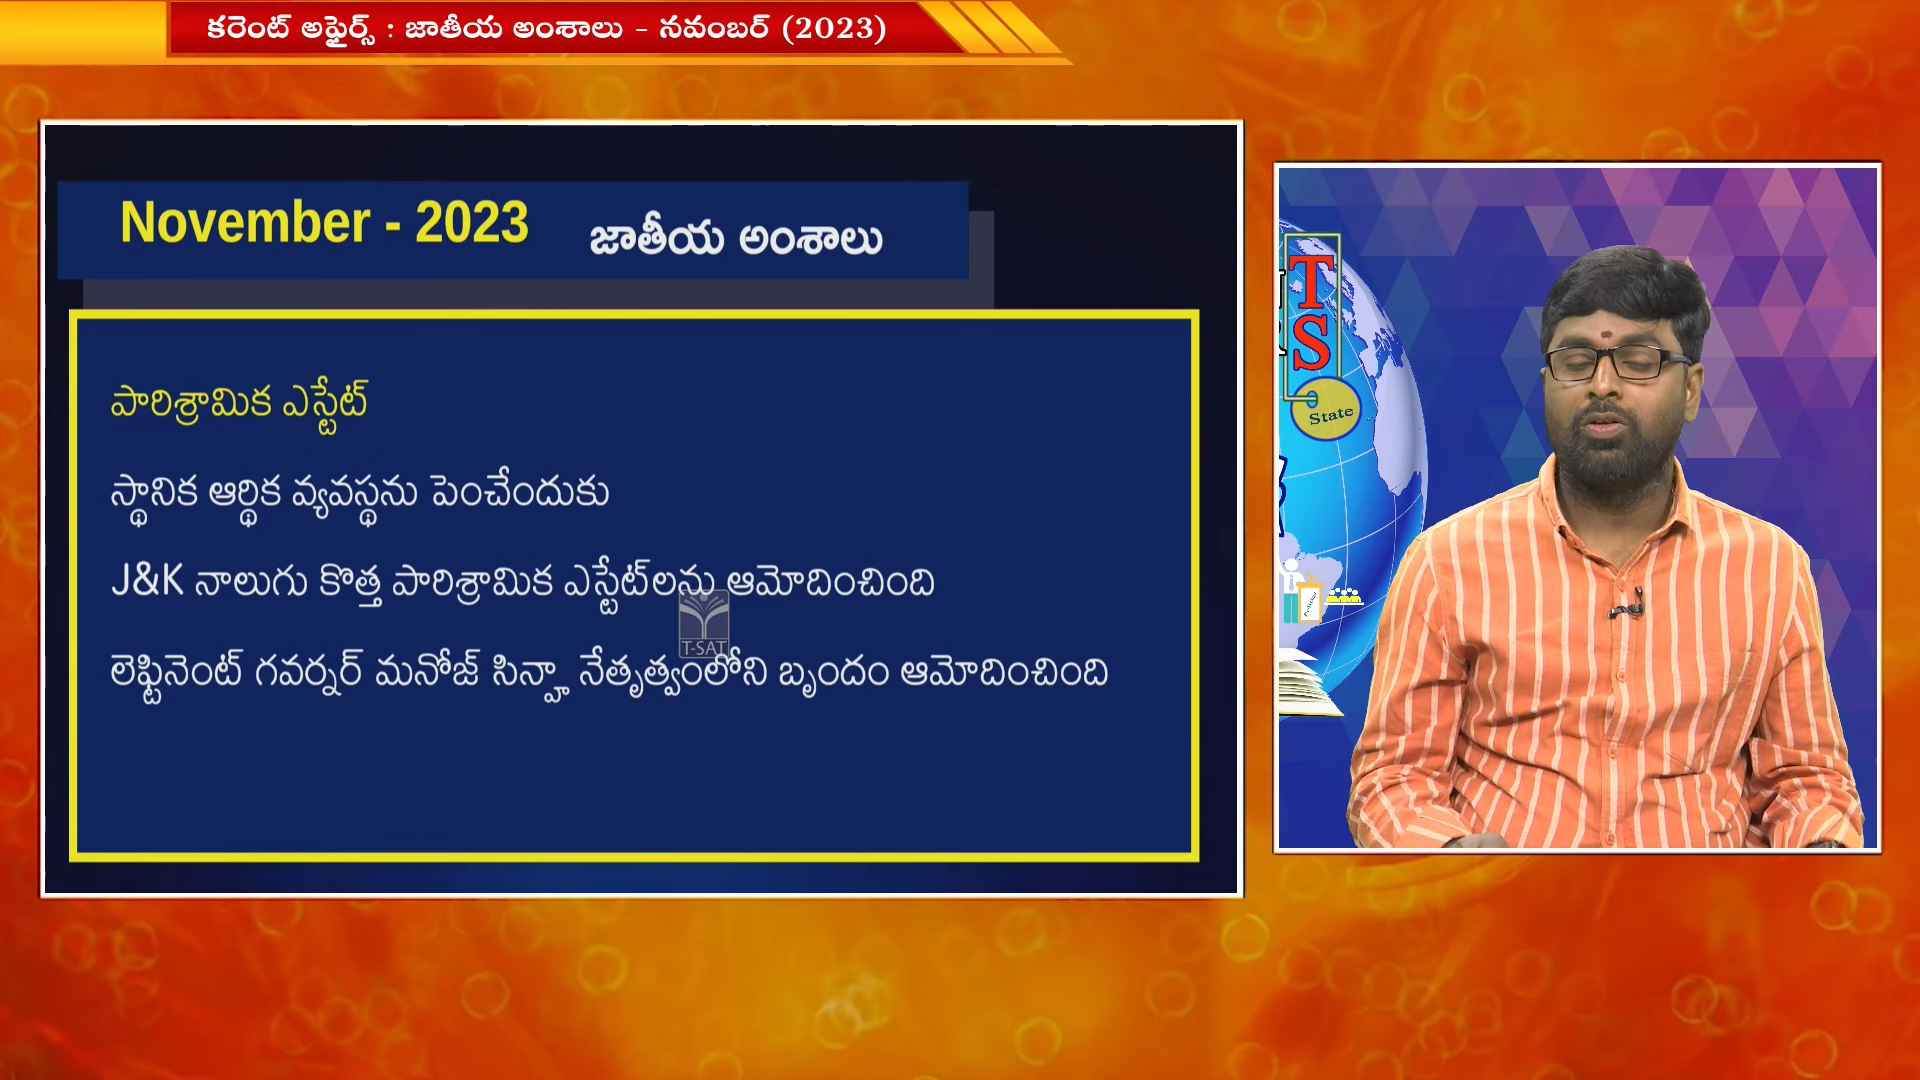 కరెంట్ అఫైర్స్ : జాతీయ అంశాలు - నవంబర్ (2023)
November - 2023 జాతీయ అంశాలు
పారిశ్రామిక ఎస్టేట్
స్థానిక ఆర్థిక వ్యవస్థను పెంచేందుకు
J&K నాలుగు కొత్త పారిశ్రామిక ఎస్టేట్‌లను ఆమోదించింది
లెఫ్టినెంట్ గవర్నర్ మనోజ్ సిన్హా నేతృత్వంలోని బృందం ఆమోదించింది
T-SAT
T
S
State